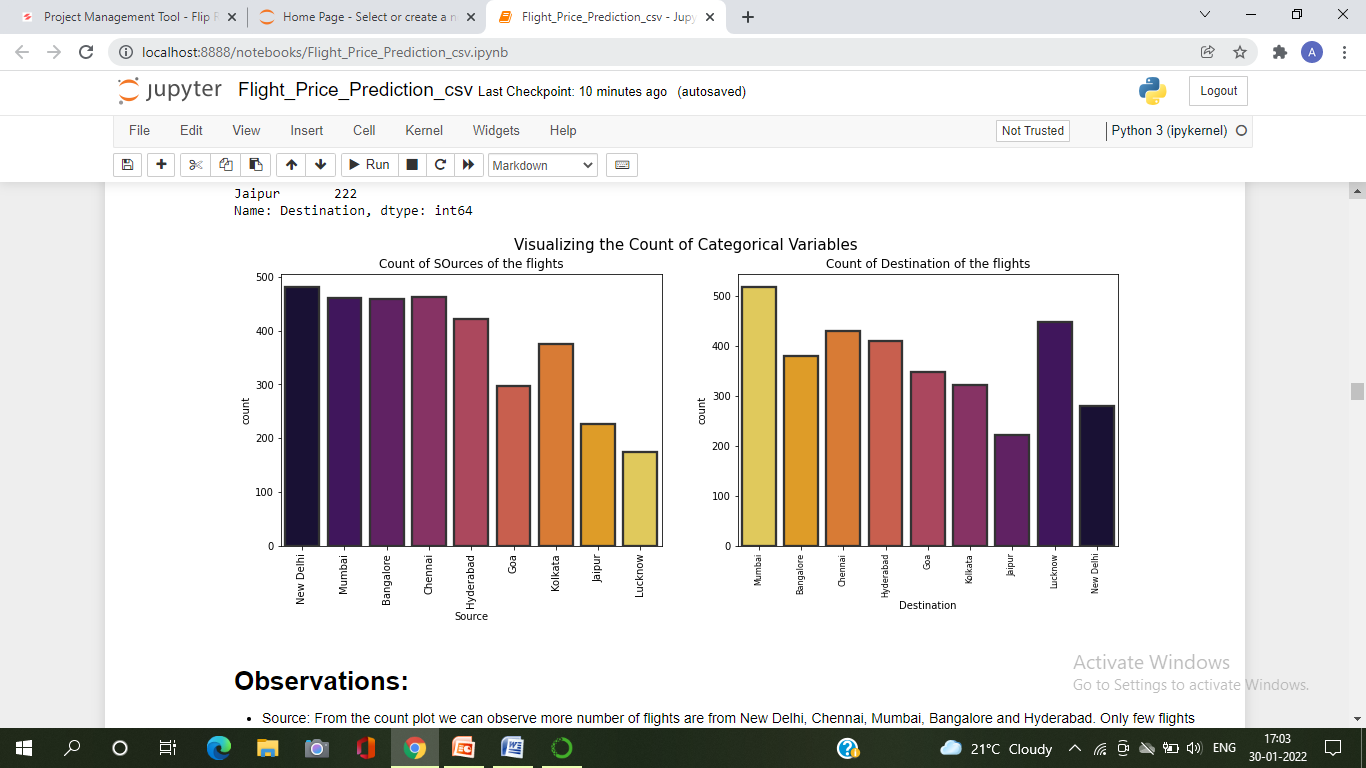 Project Management Tool - Flip R
Home Page - Select or create a n
Flight_Price_Prediction_csv - Jupy
localhost:8888/notebooks/Flight_Price_Prediction_csv.ipynb
A
jupyter Flight_Price_Prediction_csv Last Checkpoint: 10 minutes ago (autosaved)
Logout
File Edit View Insert Cell Kernel Widgets Help
Not Trusted
Python 3 (ipykernel)
Run
Markdown
Jaipur 222
Name: Destination, dtype: int64
Visualizing the Count of Categorical Variables
Count of SOurces of the flights
500
400
300
200
100
0
count
New Delhi
Mumbai
Bangalore
Chennai
Hyderabad
Goa
Kolkata
Jaipur
Lucknow
Source
Count of Destination of the flights
500
400
300
200
100
0
count
Mumbai
Bangalore
Chennai
Hyderabad
Goa
Kolkata
Jaipur
Lucknow
New Delhi
Destination
Activate Windows
Go to Settings to activate Windows.
Observations:
• Source: From the count plot we can observe more number of flights are from New Delhi, Chennai, Mumbai, Bangalore and Hyderabad. Only few flights
21°C Cloudy
ENG
17:03
30-01-2022